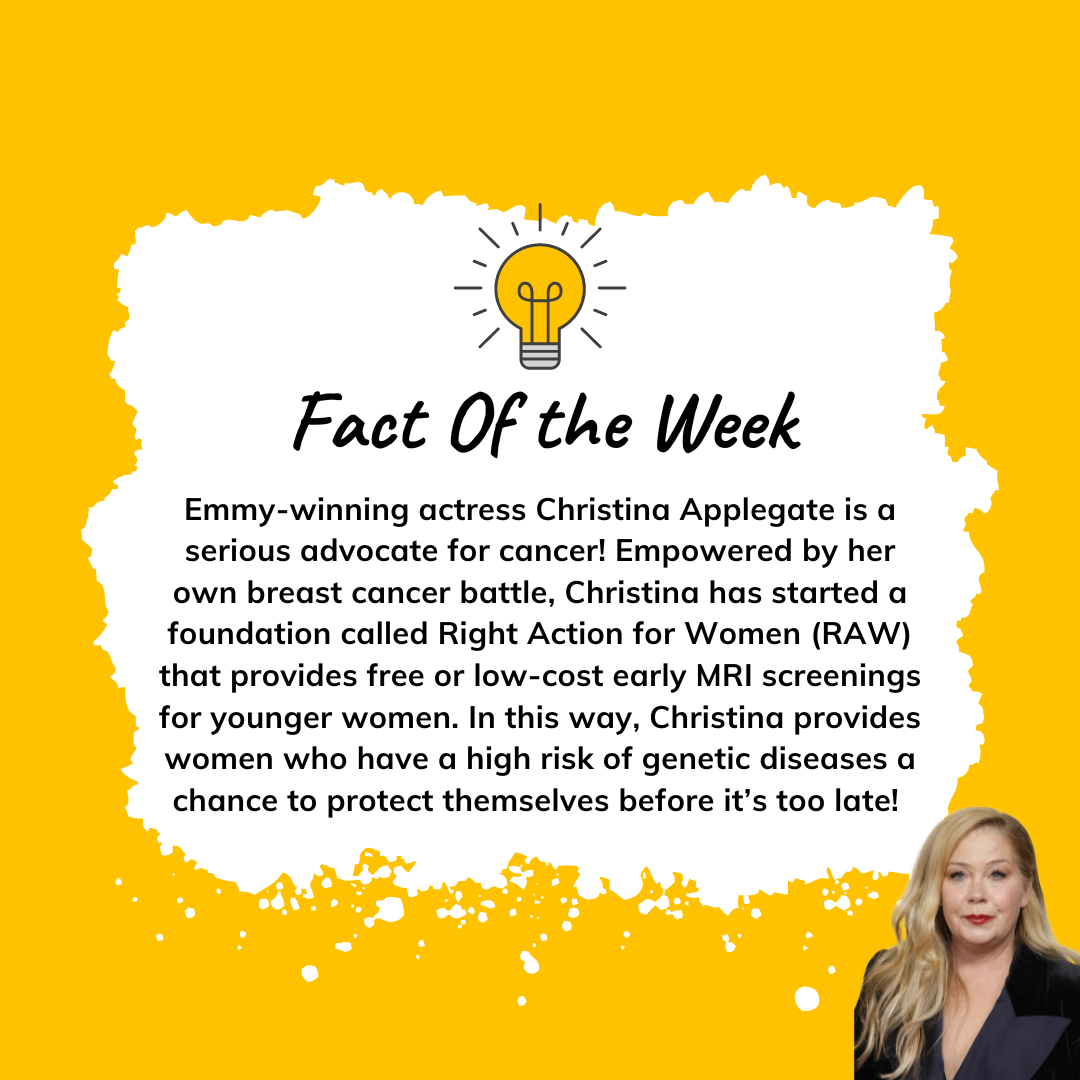 Fact Of the Week
Emmy-winning actress Christina Applegate is a
serious advocate for cancer! Empowered by her
own breast cancer battle, Christina has started a
foundation called Right Action for Women (RAW)
that provides free or low-cost early MRI screenings
for younger women. In this way, Christina provides
women who have a high risk of genetic diseases a
chance to protect themselves before it’s too late!